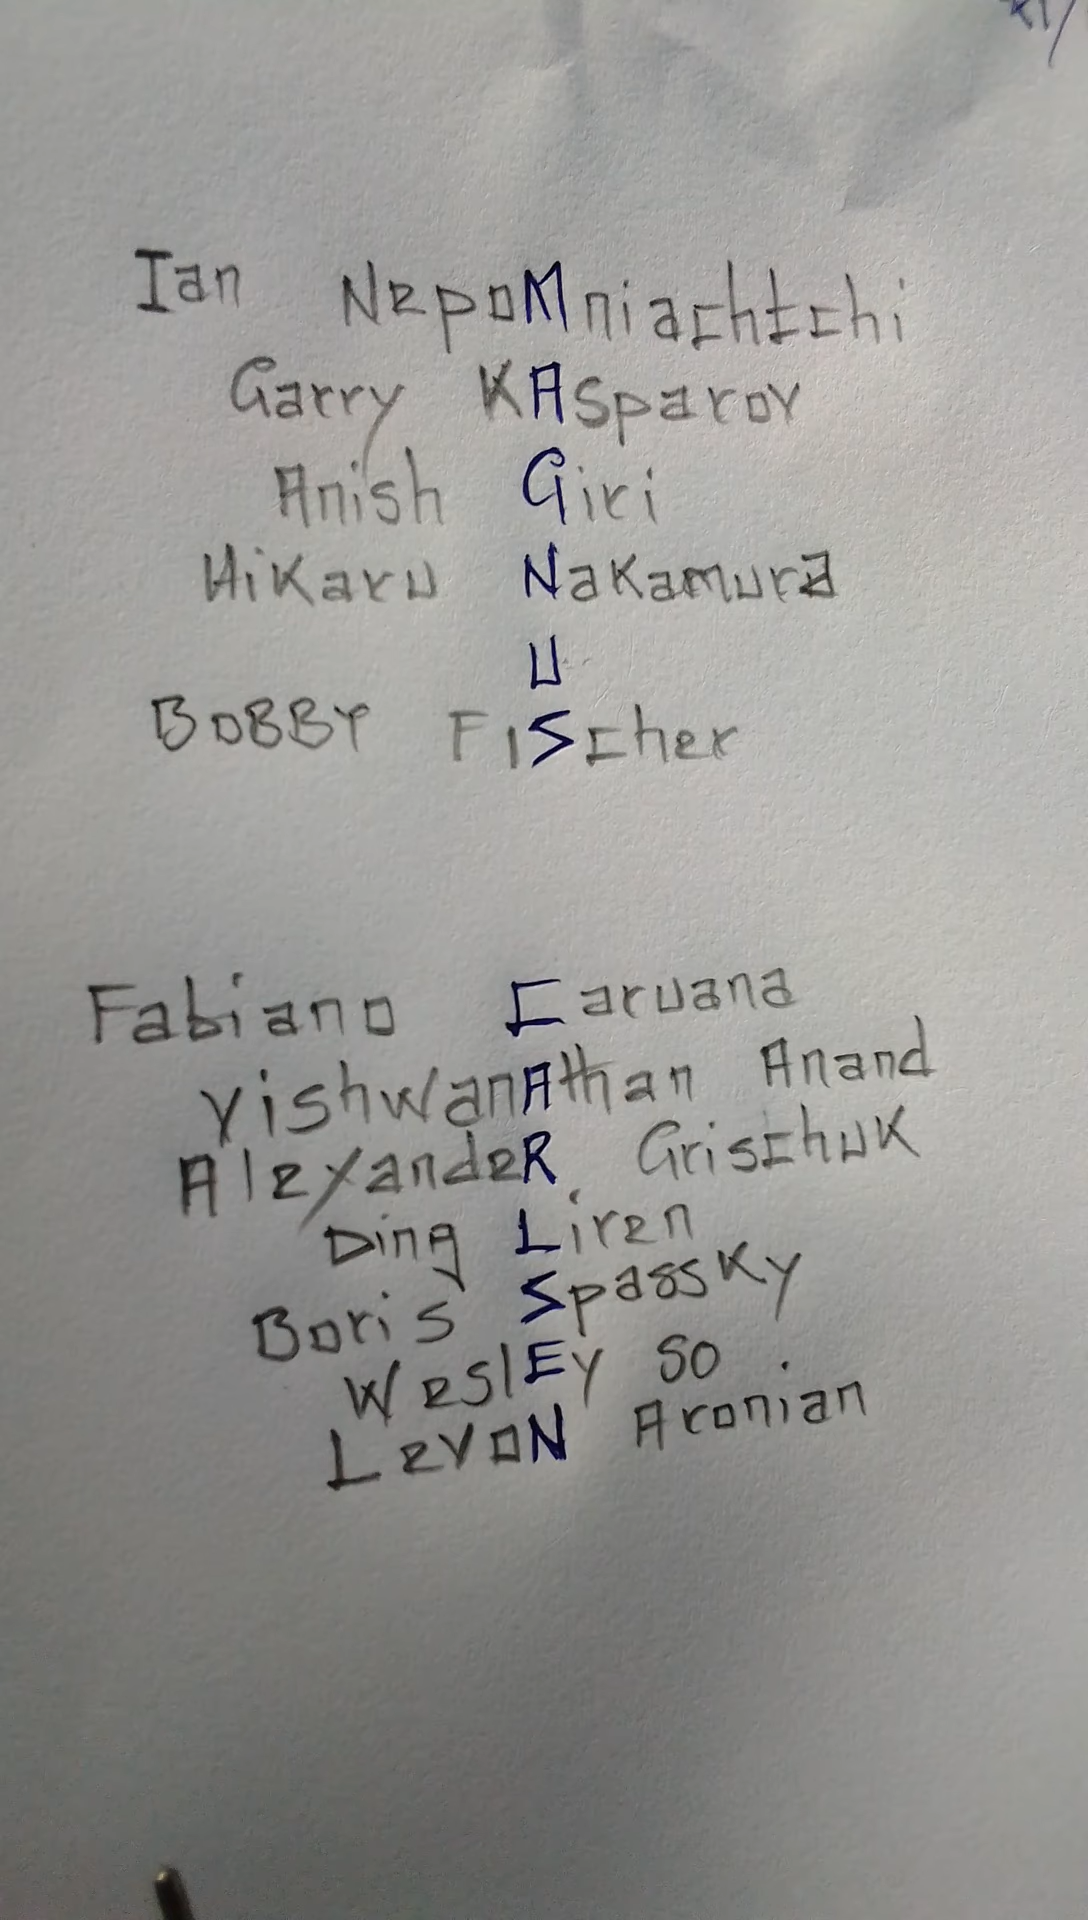 Ian NepoMniachtchi
Garry KAsparov
Anish Giri
Hikaru Nakamura
U
BOBBY FiScher
Fabiano Caruana
VishwanAthan Anand
AlexandeR Grischuk
Ding Liren
Boris Spassky
WeslEy So
LevoN Aronian